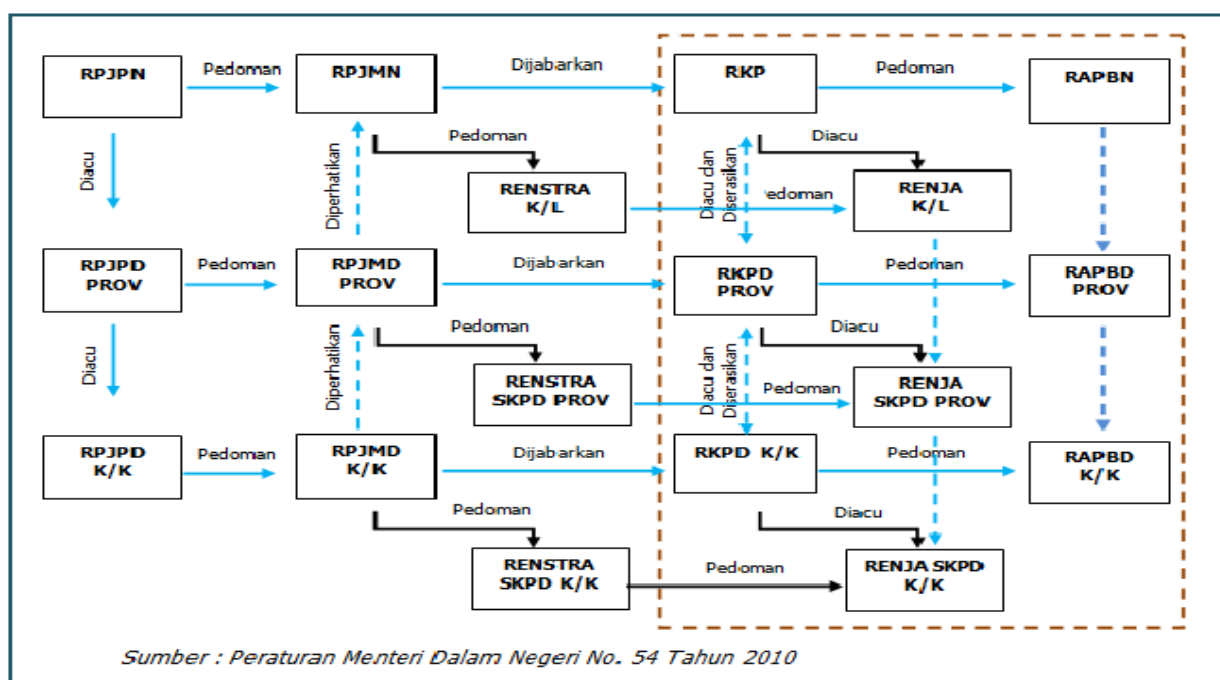 RPJPN
Pedoman
RPJMN
Dijabarkan
RKP
Pedoman
RAPBN
Diacu
Diperhatikan
Pedoman
RENSTRA
K/L
Diacu dan
Diserasikan
Diacu
Pedoman
RENJA
K/L
RPJPD
PROV
Pedoman
RPJMD
PROV
Dijabarkan
RKPD
PROV
Pedoman
RAPBD
PROV
Diacu
Diperhatikan
Pedoman
RENSTRA
SKPD PROV
Diacu dan
Diserasikan
Diacu
Pedoman
RENJA
SKPD PROV
RPJPD
K/K
Pedoman
RPJMD
K/K
Dijabarkan
RKPD K/K
Pedoman
RAPBD
K/K
Pedoman
RENSTRA
SKPD K/K
Diacu
Pedoman
RENJA SKPD
K/K
Sumber : Peraturan Menteri Dalam Negeri No. 54 Tahun 2010